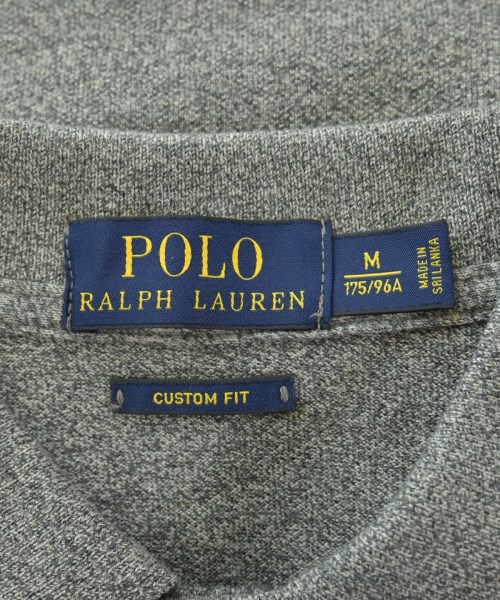 POLO
RALPH LAUREN
M
175/96A
MADE IN
SRI LANKA
CUSTOM FIT